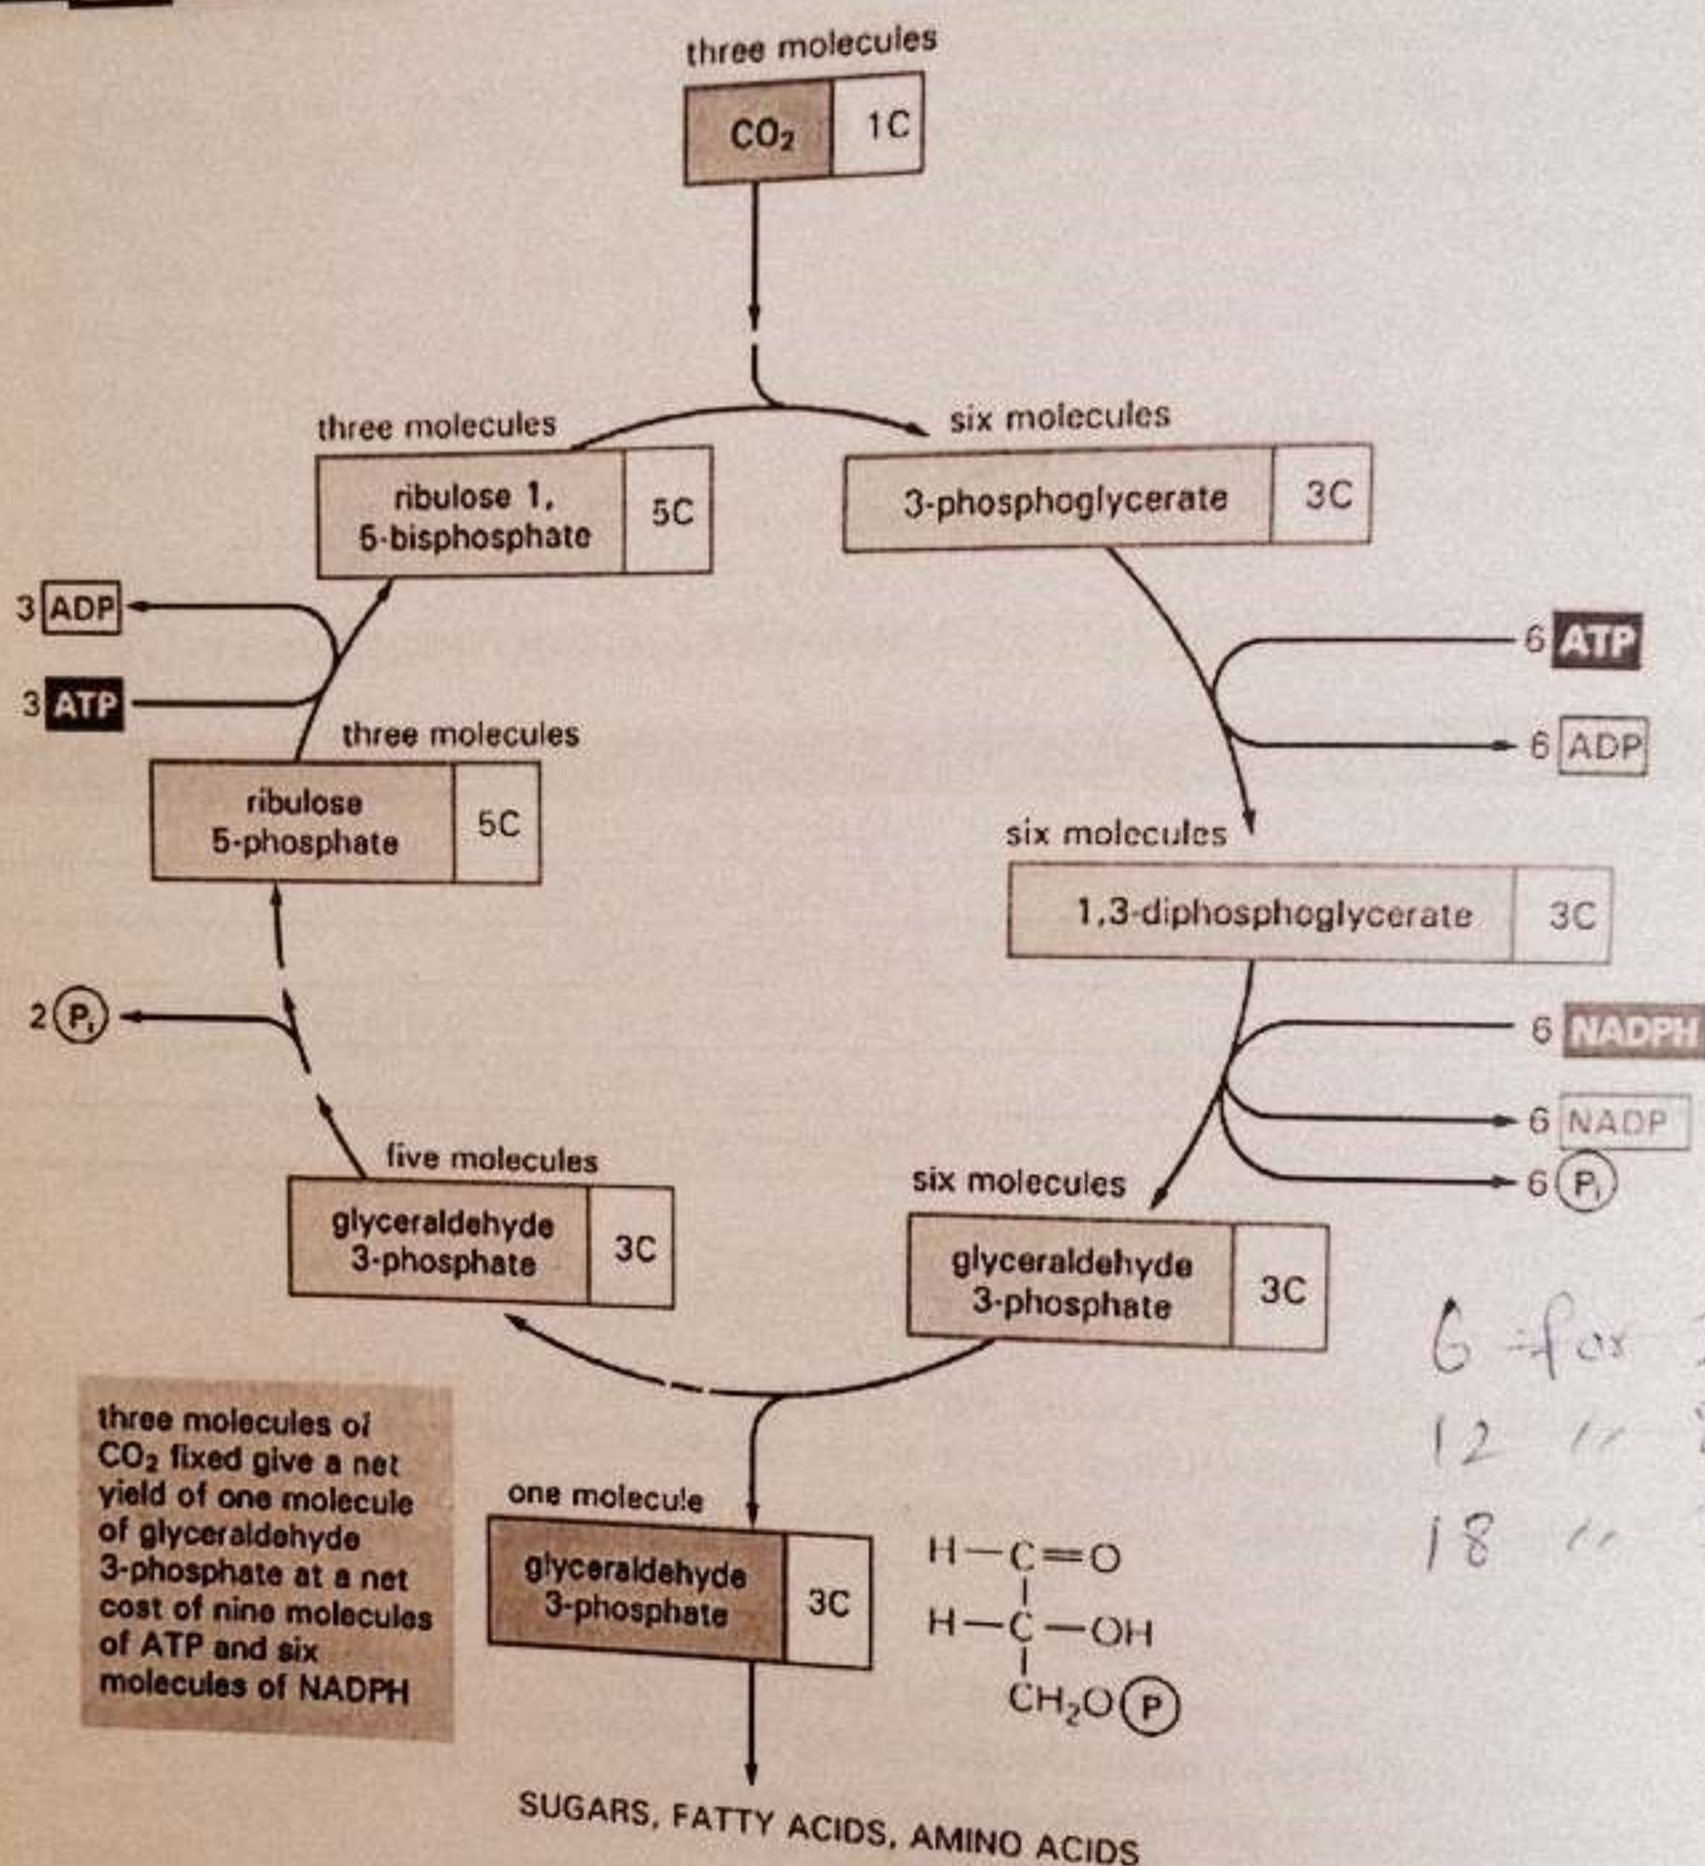 three molecules
CO₂ 1C
three molecules
ribulose 1,
5-bisphosphate
5C
six molecules
3-phosphoglycerate 3C
3 ADP
3 ATP
6 ATP
6 ADP
three molecules
ribulose
5-phosphate
5C
six molecules
1,3-diphosphoglycerate 3C
2 Pᵢ
6 NADPH
6 NADP
6 Pᵢ
five molecules
glyceraldehyde
3-phosphate
3C
six molecules
glyceraldehyde
3-phosphate
3C
6 for
12 "
18 "
three molecules of
CO₂ fixed give a net
yield of one molecule
of glyceraldehyde
3-phosphate at a net
cost of nine molecules
of ATP and six
molecules of NADPH
one molecule
glyceraldehyde
3-phosphate
3C
H—C=O
H—C—OH
CH₂O P
SUGARS, FATTY ACIDS, AMINO ACIDS